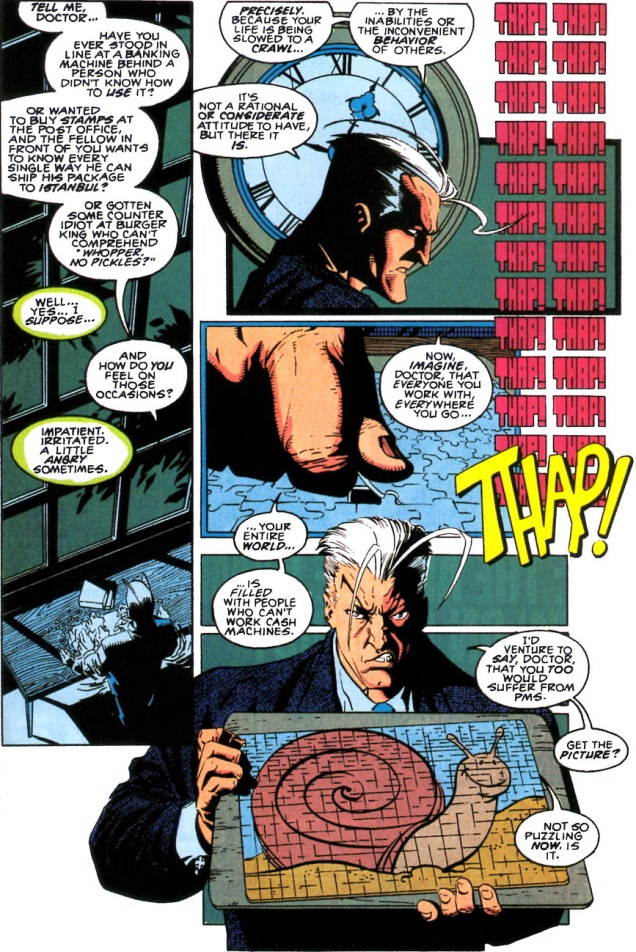 TELL ME,
DOCTOR...
HAVE YOU
EVER STOOD IN
LINE AT A BANKING
MACHINE BEHIND A
PERSON WHO
DIDN'T KNOW HOW
TO USE IT?
OR WANTED
TO BUY STAMPS AT
THE POST OFFICE,
AND THE FELLOW IN
FRONT OF YOU WANTS
TO KNOW EVERY
SINGLE WAY HE CAN
SHIP HIS PACKAGE
TO ISTANBUL?
OR GOTTEN
SOME COUNTER
IDIOT AT BURGER
KING WHO CAN'T
COMPREHEND
"WHOPPER,
NO PICKLES?"
WELL...
YES... I
SUPPOSE...
AND
HOW DO YOU
FEEL ON
THOSE
OCCASIONS?
IMPATIENT.
IRRITATED.
A LITTLE
ANGRY
SOMETIMES.
PRECISELY.
BECAUSE YOUR
LIFE IS BEING
SLOWED TO A
CRAWL...
...BY THE
INABILITIES OR
THE INCONVENIENT
BEHAVIOR
OF OTHERS.
IT'S
NOT A RATIONAL
OR CONSIDERATE
ATTITUDE TO HAVE,
BUT THERE IT
IS.
THAP! THAP!
THAP! THAP!
THAP! THAP!
THAP! THAP!
THAP! THAP!
THAP! THAP!
THAP! THAP!
THAP! THAP!
THAP! THAP!
THAP! THAP!
THAP! THAP!
THAP! THAP!
NOW,
IMAGINE,
DOCTOR, THAT
EVERYONE YOU
WORK WITH,
EVERYWHERE
YOU GO...
THAP!
...YOUR
ENTIRE
WORLD...
...IS
FILLED
WITH PEOPLE
WHO CAN'T
WORK CASH
MACHINES.
I'D
VENTURE TO
SAY, DOCTOR,
THAT YOU TOO
WOULD
SUFFER FROM
PMS.
GET THE
PICTURE?
NOT SO
PUZZLING
NOW, IS
IT.